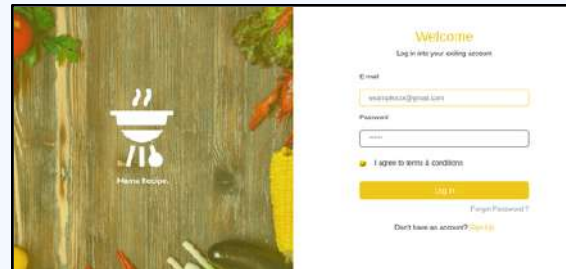 Home Recipe.
Welcome
Log in into your exiting account
E-mail
Password
*****
I agree to terms & conditions
Log In
Forgot Password ?
Don't have an account? Sign Up